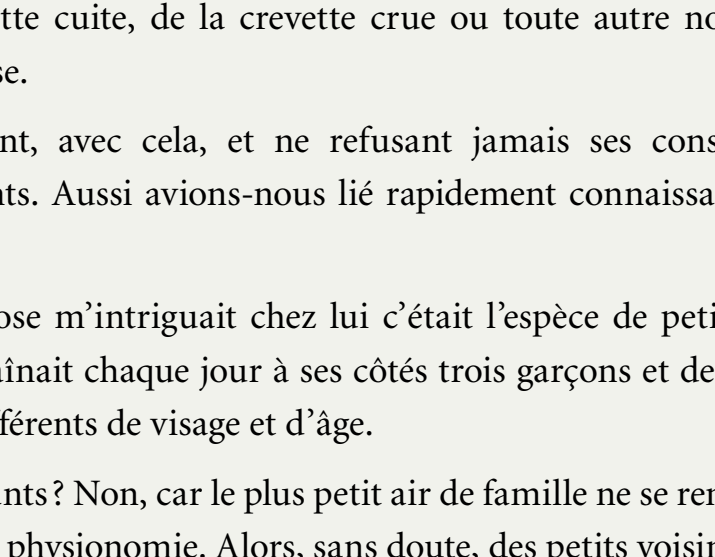 tte cuite, de la crevette crue ou toute autre no
se.
nt, avec cela, et ne refusant jamais ses cons
nts. Aussi avions-nous lié rapidement connaissa
ose m’intriguait chez lui c’était l’espèce de peti
aînait chaque jour à ses côtés trois garçons et de
fférents de visage et d’âge.
nts ? Non, car le plus petit air de famille ne se ren
physionomie. Alors, sans doute, des petits voisin